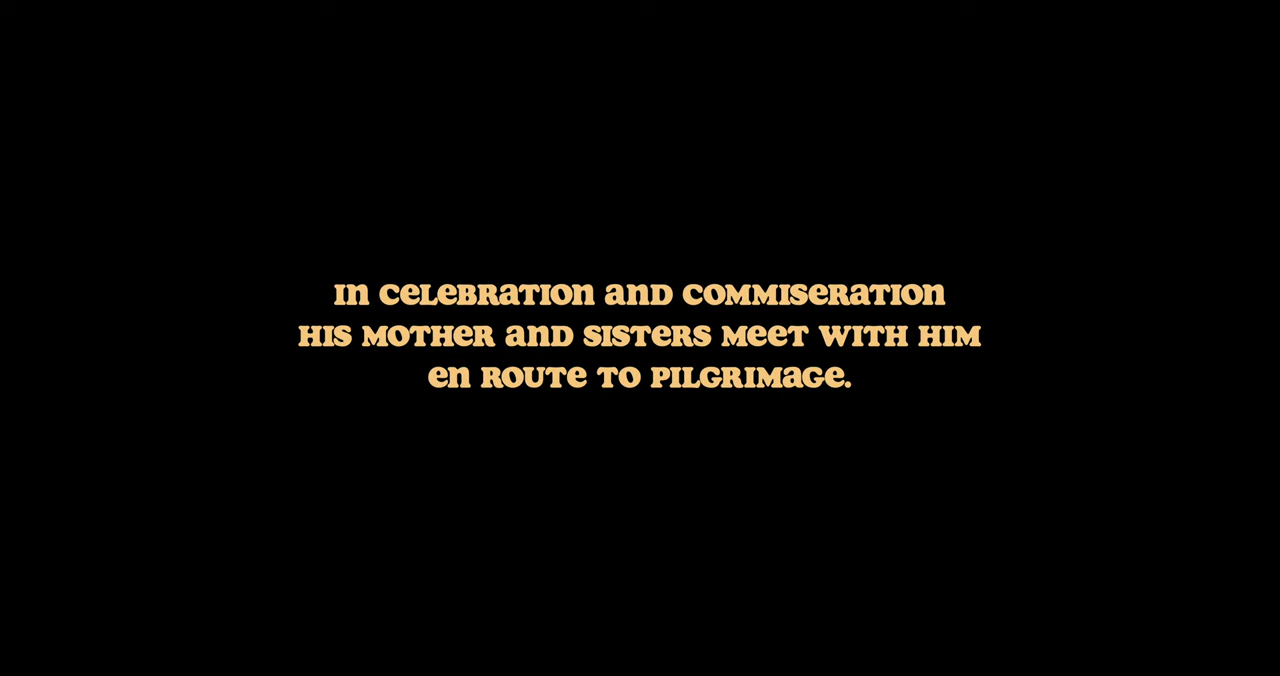 In celebration and commiseration
his mother and sisters meet with him
en route to pilgrimage.